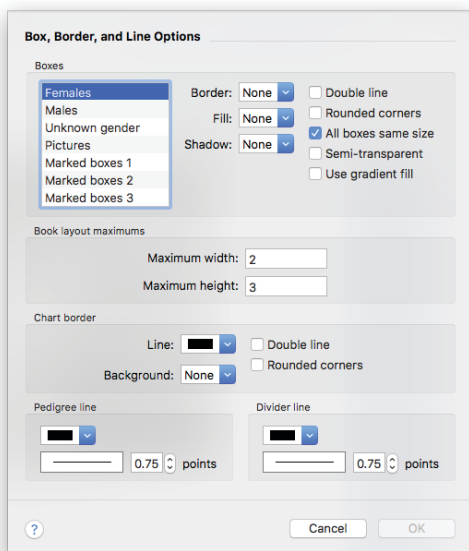 Box, Border, and Line Options
Boxes
Females
Males
Unknown gender
Pictures
Marked boxes 1
Marked boxes 2
Marked boxes 3
Border: None
Fill: None
Shadow: None
Double line
Rounded corners
All boxes same size
Semi-transparent
Use gradient fill
Book layout maximums
Maximum width: 2
Maximum height: 3
Chart border
Line:
Background: None
Double line
Rounded corners
Pedigree line
0.75 points
Divider line
0.75 points
?
Cancel
OK